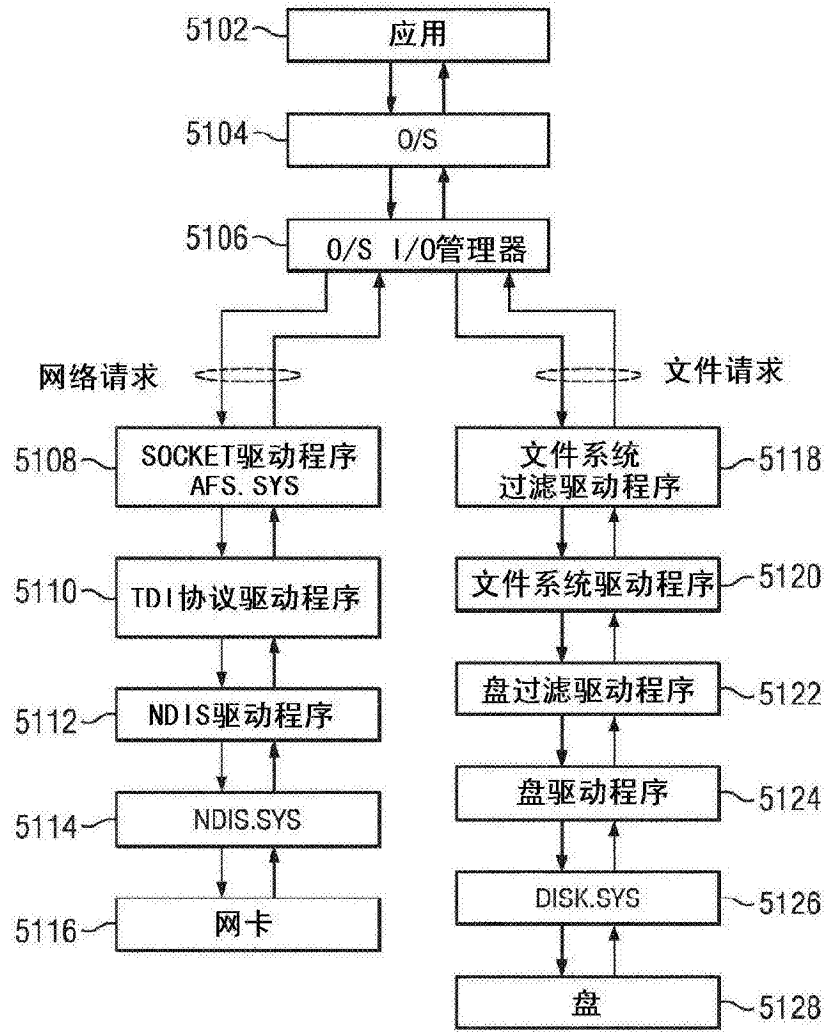 5102
应用
5104
O/S
5106
O/S I/O管理器
网络请求
文件请求
5108
SOCKET驱动程序
AFS.SYS
5110
TDI协议驱动程序
5112
NDIS驱动程序
5114
NDIS.SYS
5116
网卡
文件系统
过滤驱动程序
5118
文件系统驱动程序
5120
盘过滤驱动程序
5122
盘驱动程序
5124
DISK.SYS
5126
盘
5128